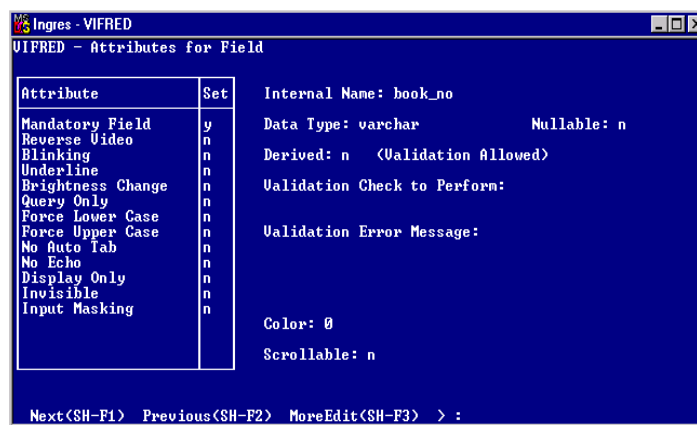 Ingres - VIFRED
VIFRED - Attributes for Field
Attribute Set
Mandatory Field y
Reverse Video n
Blinking n
Underline n
Brightness Change n
Query Only n
Force Lower Case n
Force Upper Case n
No Auto Tab n
No Echo n
Display Only n
Invisible n
Input Masking n
Internal Name: book_no
Data Type: varchar Nullable: n
Derived: n (Validation Allowed)
Validation Check to Perform:
Validation Error Message:
Color: 0
Scrollable: n
Next(SH-F1) Previous(SH-F2) MoreEdit(SH-F3) > :